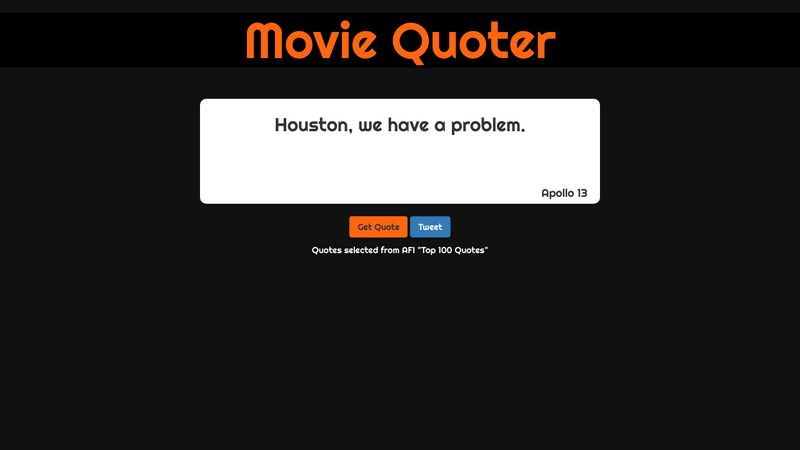 Movie Quoter
Houston, we have a problem.
Apollo 13
Get Quote Tweet
Quotes selected from AFI "Top 100 Quotes"